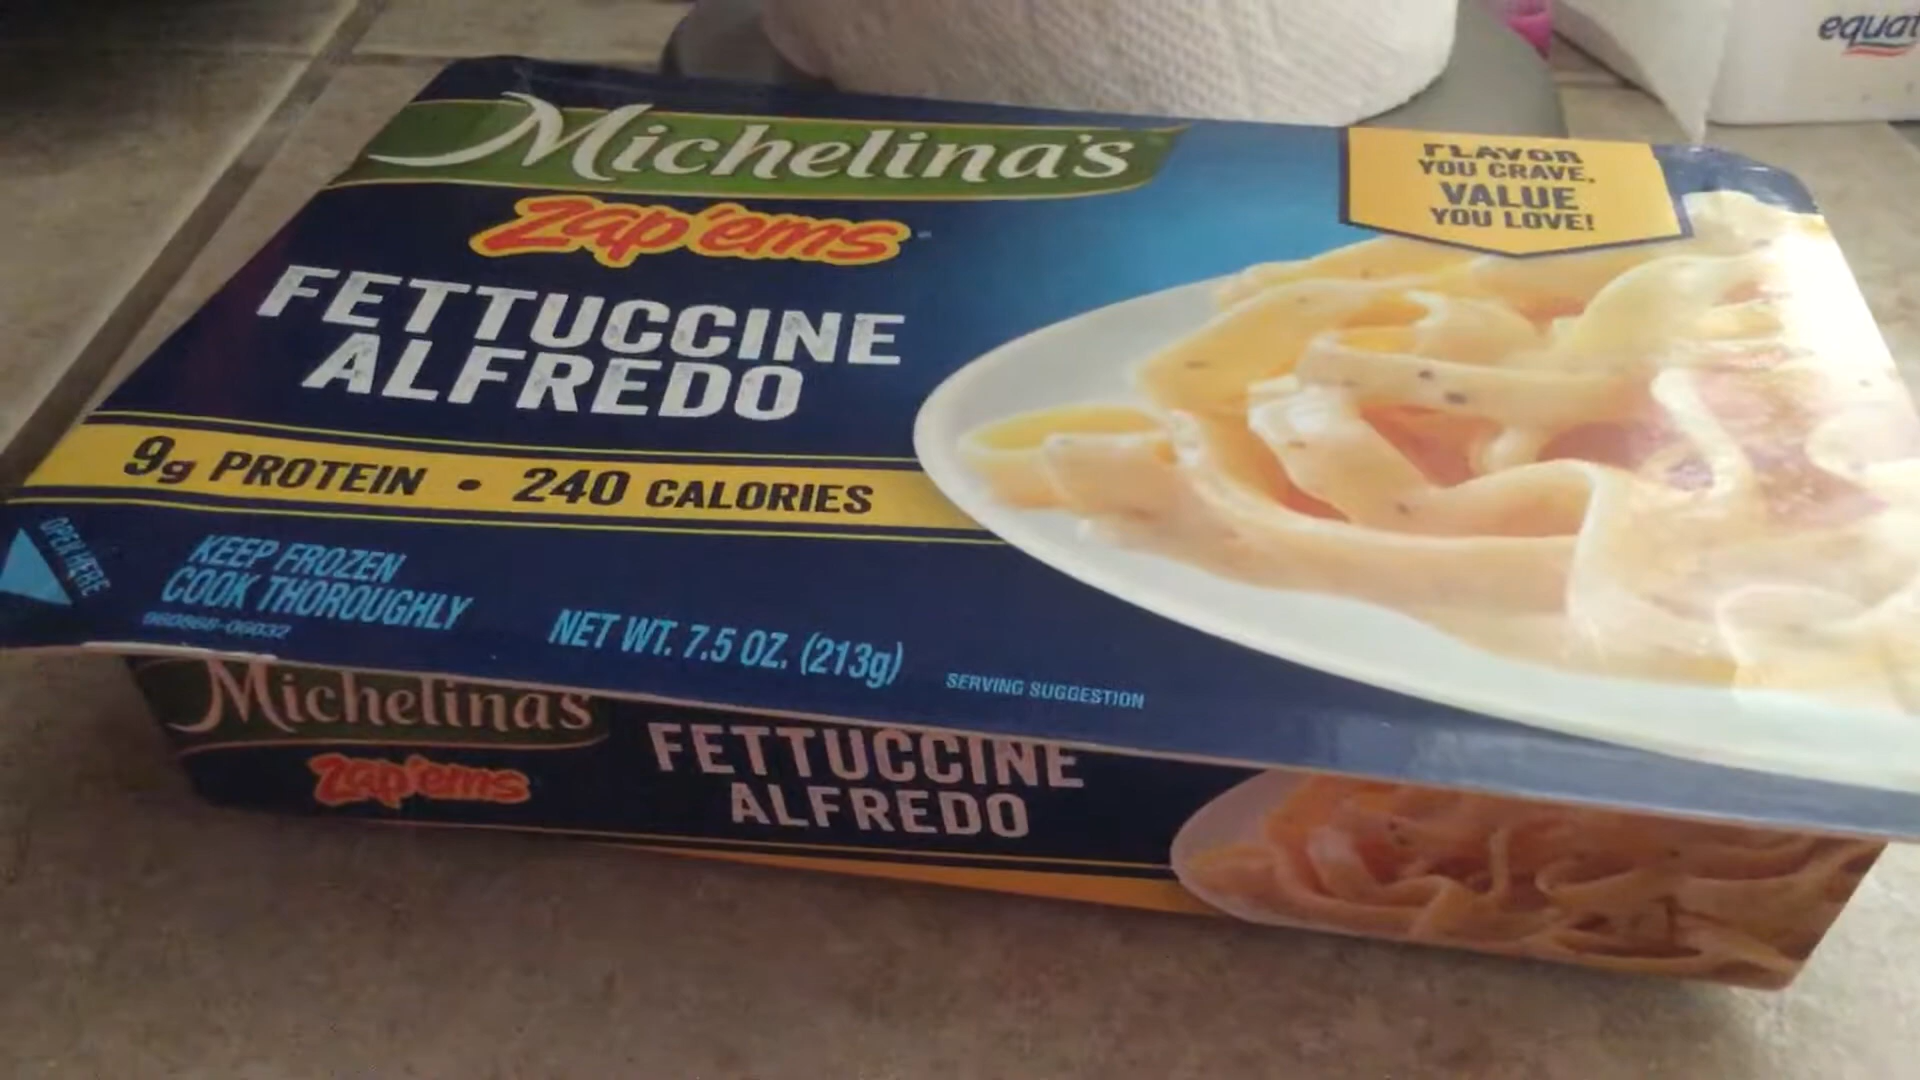 equat
Michelina's
FLAVOR
YOU CRAVE,
VALUE
YOU LOVE!
Zap'ems
FETTUCCINE
ALFREDO
9g PROTEIN • 240 CALORIES
OPEN HERE
KEEP FROZEN
COOK THOROUGHLY
NET WT. 7.5 OZ. (213g)
SERVING SUGGESTION
Michelina's
Zap'ems
FETTUCCINE
ALFREDO